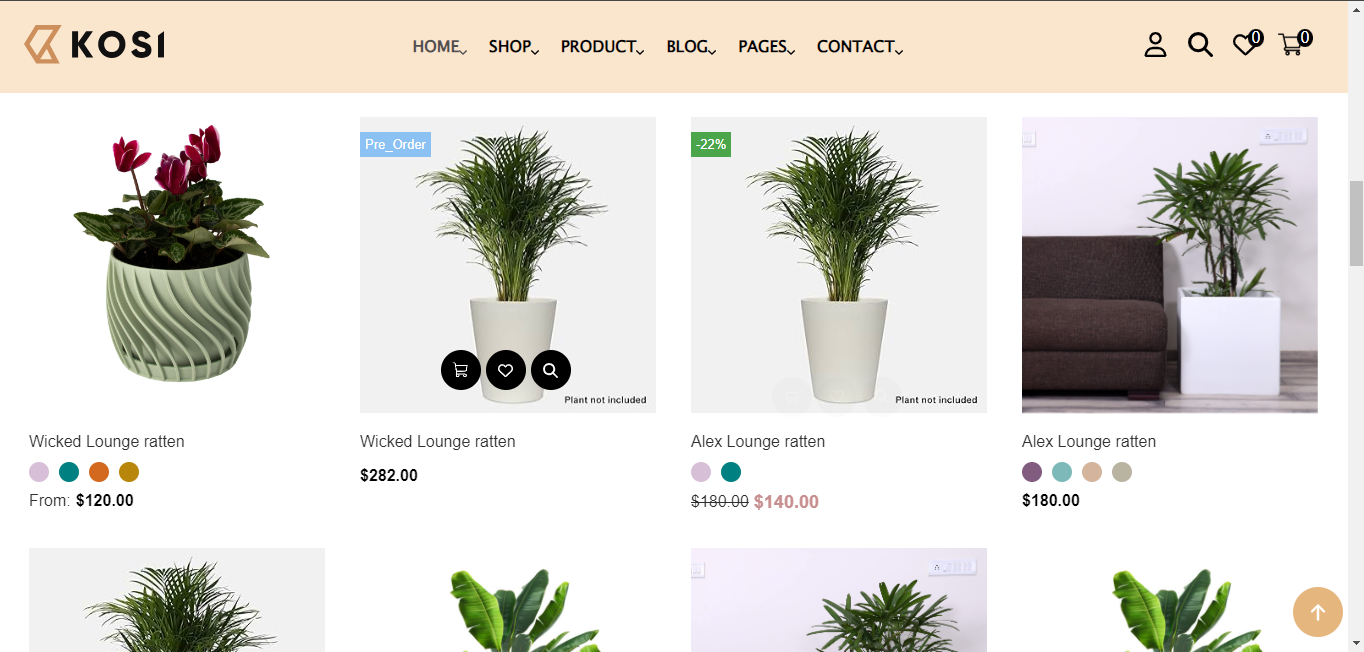 KOSI
HOME SHOP PRODUCT BLOG PAGES CONTACT
0 0
Pre_Order
-22%
Plant not included
Plant not included
Wicked Lounge ratten
Wicked Lounge ratten
Alex Lounge ratten
Alex Lounge ratten
From: $120.00
$282.00
$180.00 $140.00
$180.00